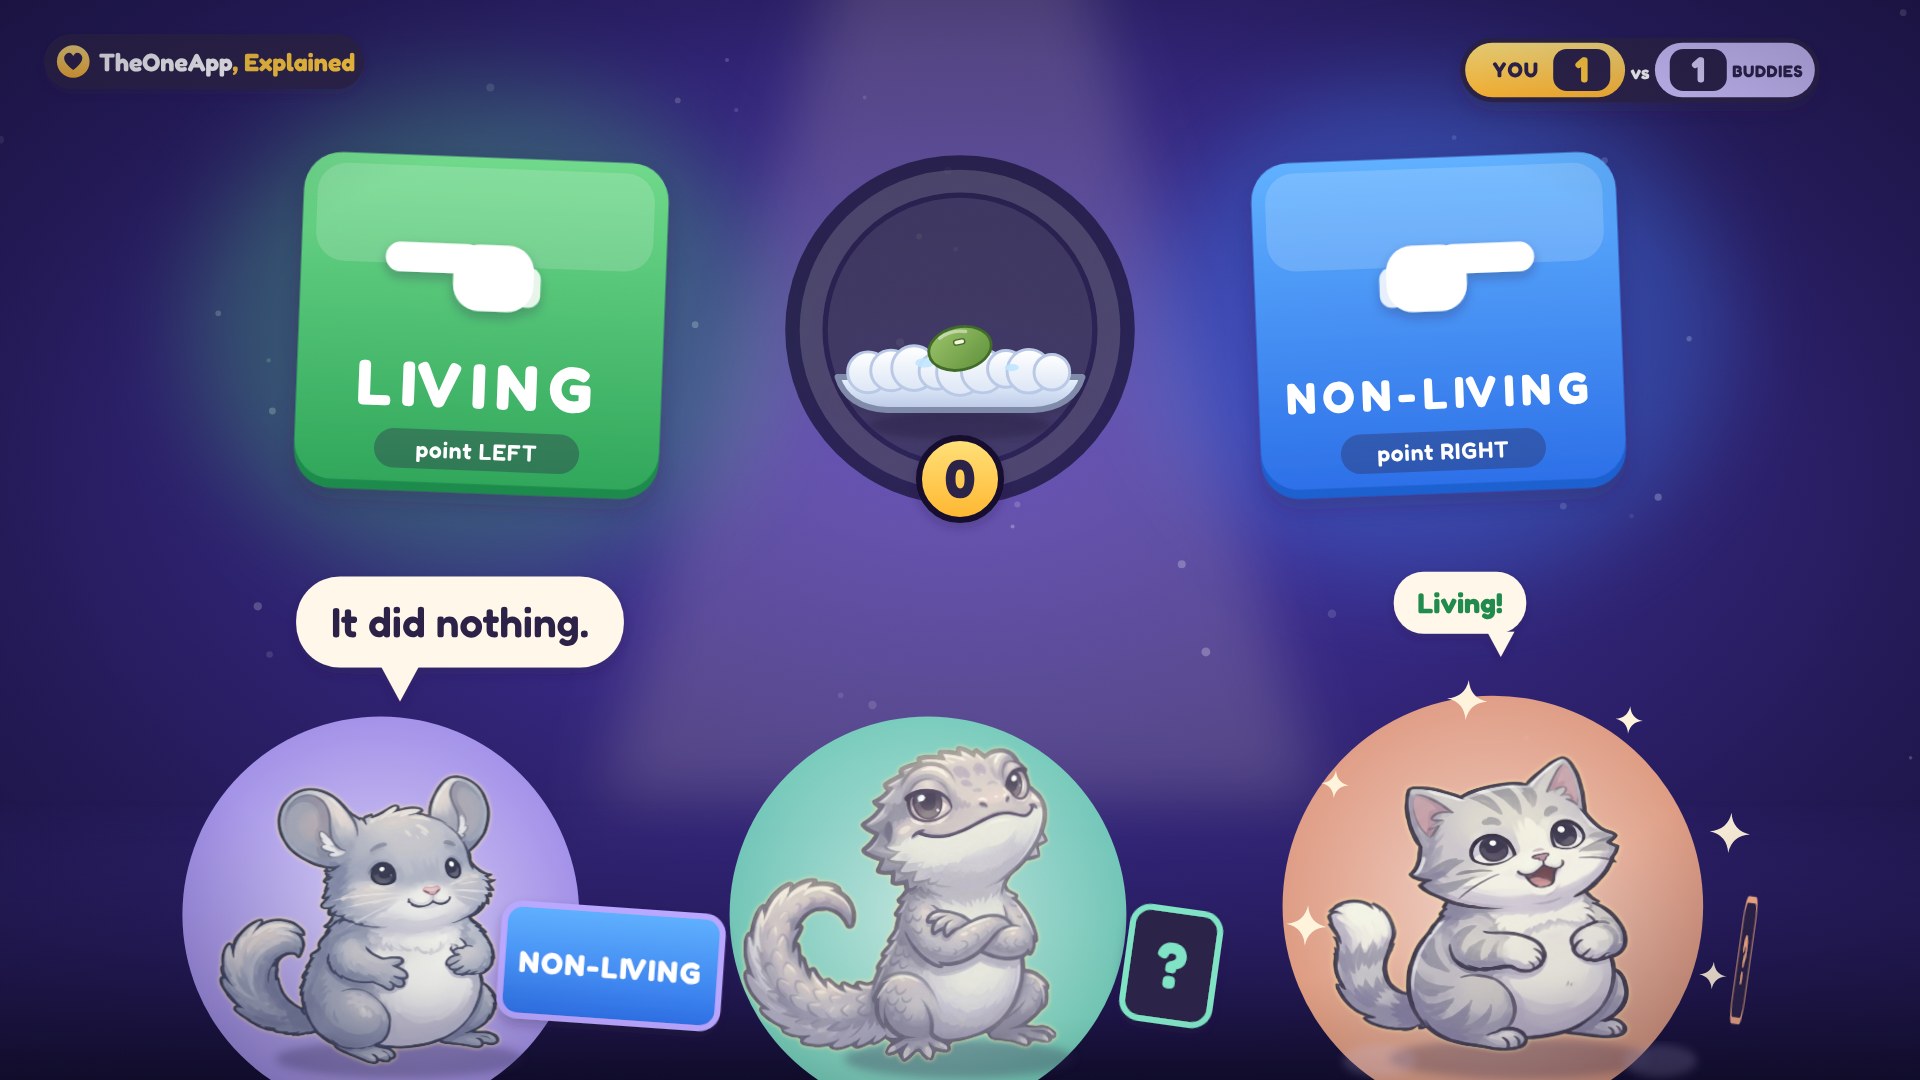 TheOneApp, Explained
YOU 1 vs 1 BUDDIES
LIVING
point LEFT
0
NON-LIVING
point RIGHT
It did nothing.
Living!
NON-LIVING
?